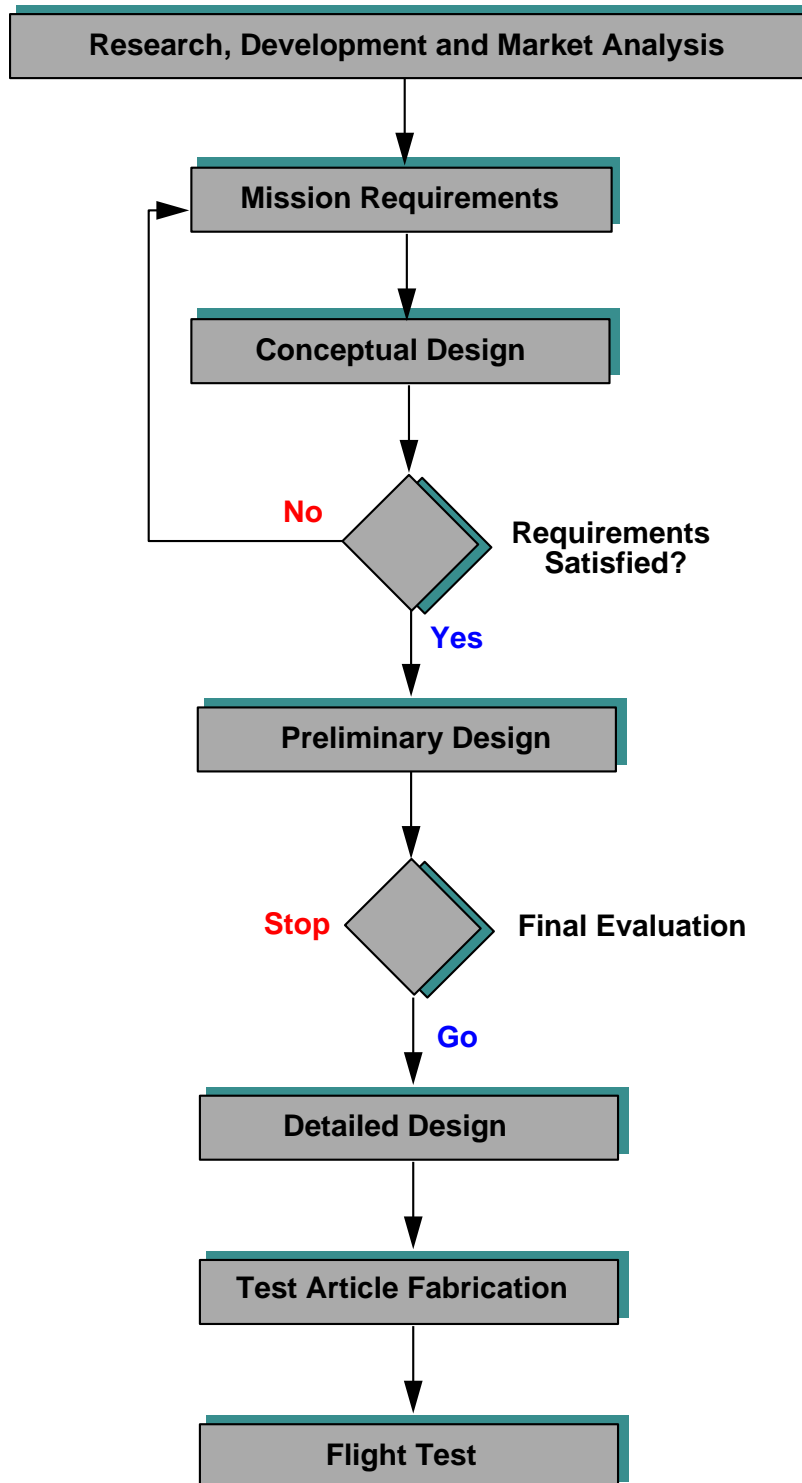 Research, Development and Market Analysis
Mission Requirements
Conceptual Design
No
Requirements
Satisfied?
Yes
Preliminary Design
Stop
Final Evaluation
Go
Detailed Design
Test Article Fabrication
Flight Test